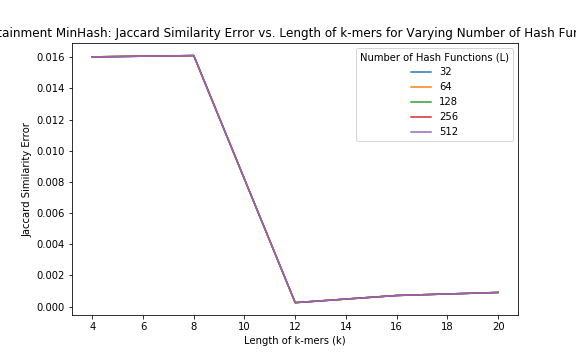 tainment MinHash: Jaccard Similarity Error vs. Length of k-mers for Varying Number of Hash Fun
0.016
0.014
0.012
0.010
0.008
0.006
0.004
0.002
0.000
Jaccard Similarity Error
Number of Hash Functions (L)
32
64
128
256
512
4 6 8 10 12 14 16 18 20
Length of k-mers (k)